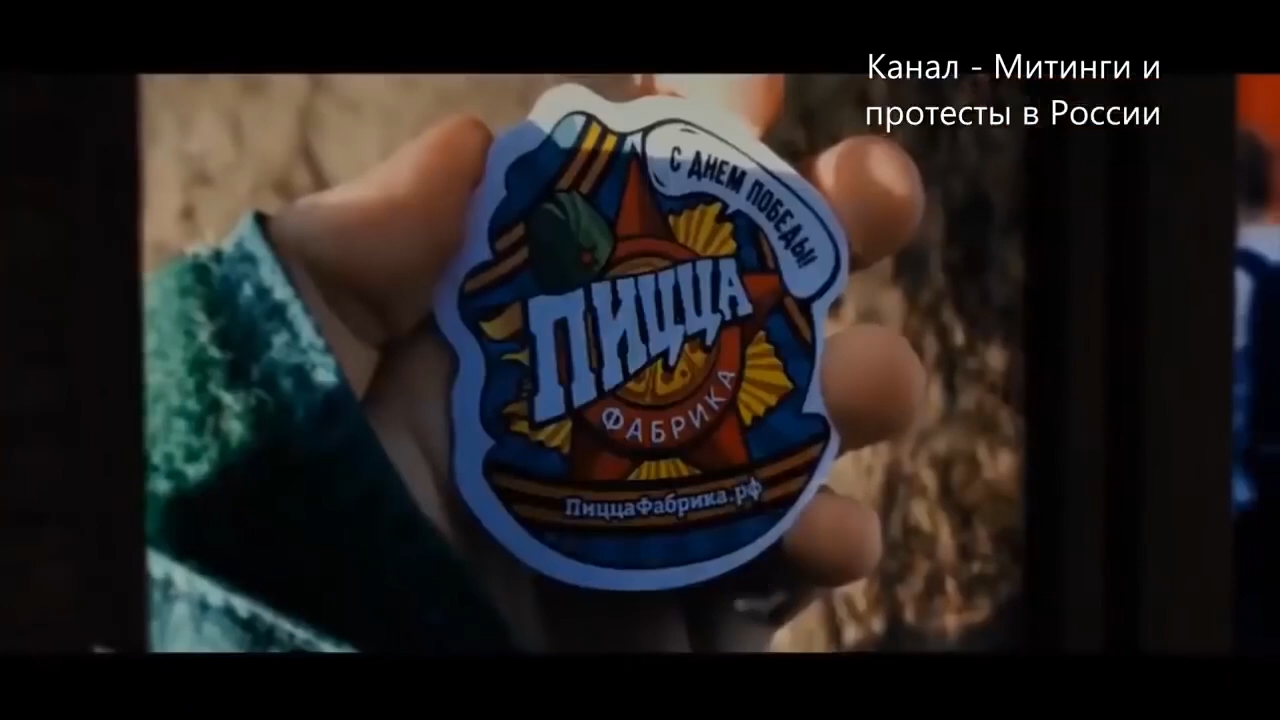 Канал - Митинги и
протесты в России
С ДНЕМ ПОБЕДЫ!
ПИЦЦА
ФАБРИКА
ПиццаФабрика.рф